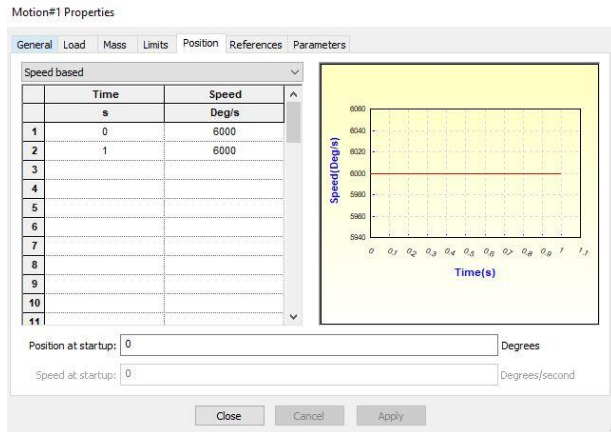 Motion#1 Properties
General Load Mass Limits Position References Parameters
Speed based
Time Speed
s Deg/s
1 0 6000
2 1 6000
3
4
5
6
7
8
9
10
11
6060
6040
6020
6000
5980
5960
5940
Speed(Deg/s)
0 0.1 0.2 0.3 0.4 0.5 0.6 0.7 0.8 0.9 1 1.1
Time(s)
Position at startup: 0 Degrees
Speed at startup: 0 Degrees/second
Close Cancel Apply